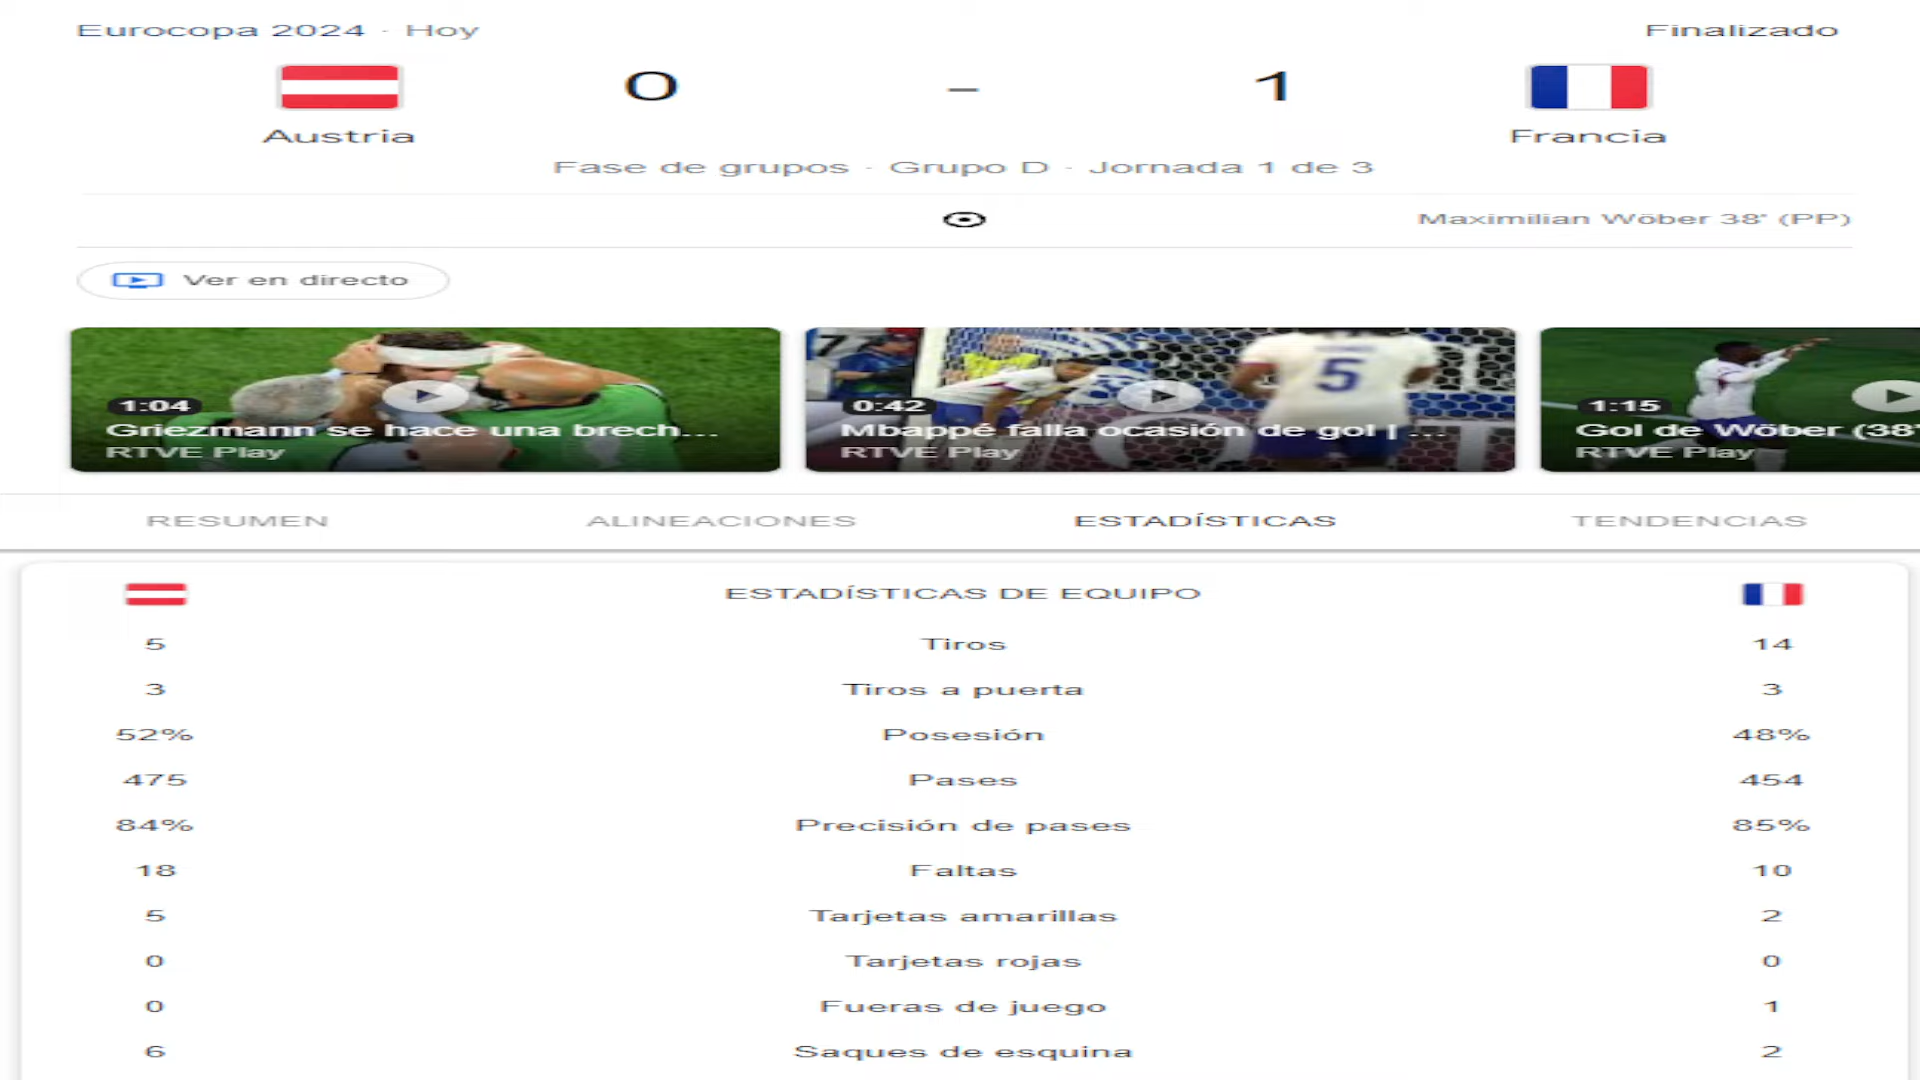 Eurocopa 2024 · Hoy
Finalizado
0 - 1
Austria
Francia
Fase de grupos · Grupo D · Jornada 1 de 3
Maximilian Wöber 38' (PP)
Ver en directo
7
5
1:04
Griezmann se hace una brech...
RTVE Play
0:42
Mbappé falla ocasión de gol | ...
RTVE Play
1:15
Gol de Wöber (38'
RTVE Play
RESUMEN
ALINEACIONES
ESTADÍSTICAS
TENDENCIAS
ESTADÍSTICAS DE EQUIPO
5 Tiros 14
3 Tiros a puerta 3
52% Posesión 48%
475 Pases 454
84% Precisión de pases 85%
18 Faltas 10
5 Tarjetas amarillas 2
0 Tarjetas rojas 0
0 Fueras de juego 1
6 Saques de esquina 2